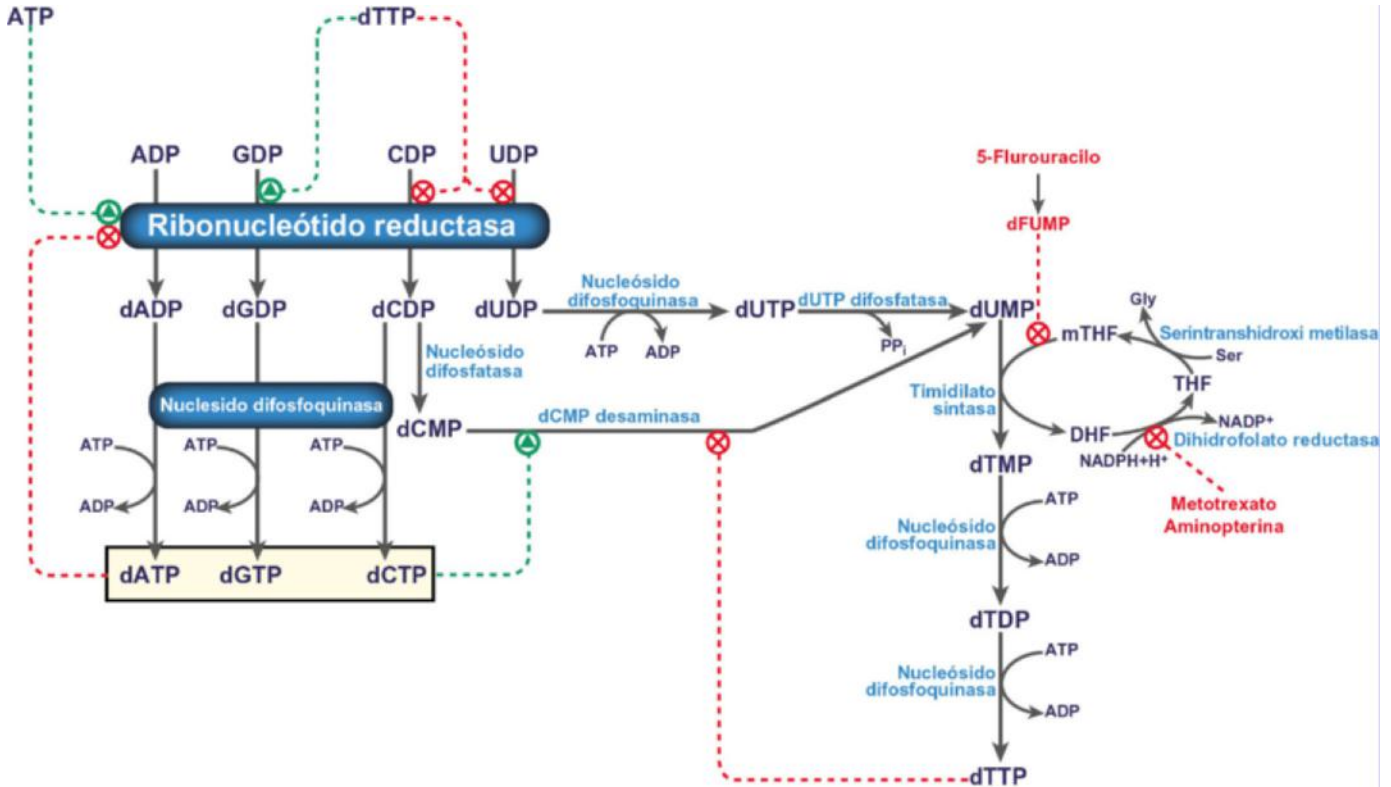 ATP
dTTP
ADP
GDP
CDP
UDP
Ribonucleótido reductasa
dADP
dGDP
dCDP
dUDP
Nucleósido
difosfoquinasa
ATP
ADP
dUTP
dUTP difosfatasa
PPi
dUMP
5-Flurouracilo
dFUMP
mTHF
Gly
Serintranshidroxi metilasa
Ser
THF
Nucleósido
difosfatasa
Nuclesido difosfoquinasa
dCMP
dCMP desaminasa
Timidilato
sintasa
DHF
NADP+
Dihidrofolato reductasa
NADPH+H+
Metotrexato
Aminopterina
ATP
ADP
ATP
ADP
ATP
ADP
dATP
dGTP
dCTP
dTMP
Nucleósido
difosfoquinasa
ATP
ADP
dTDP
Nucleósido
difosfoquinasa
ATP
ADP
dTTP